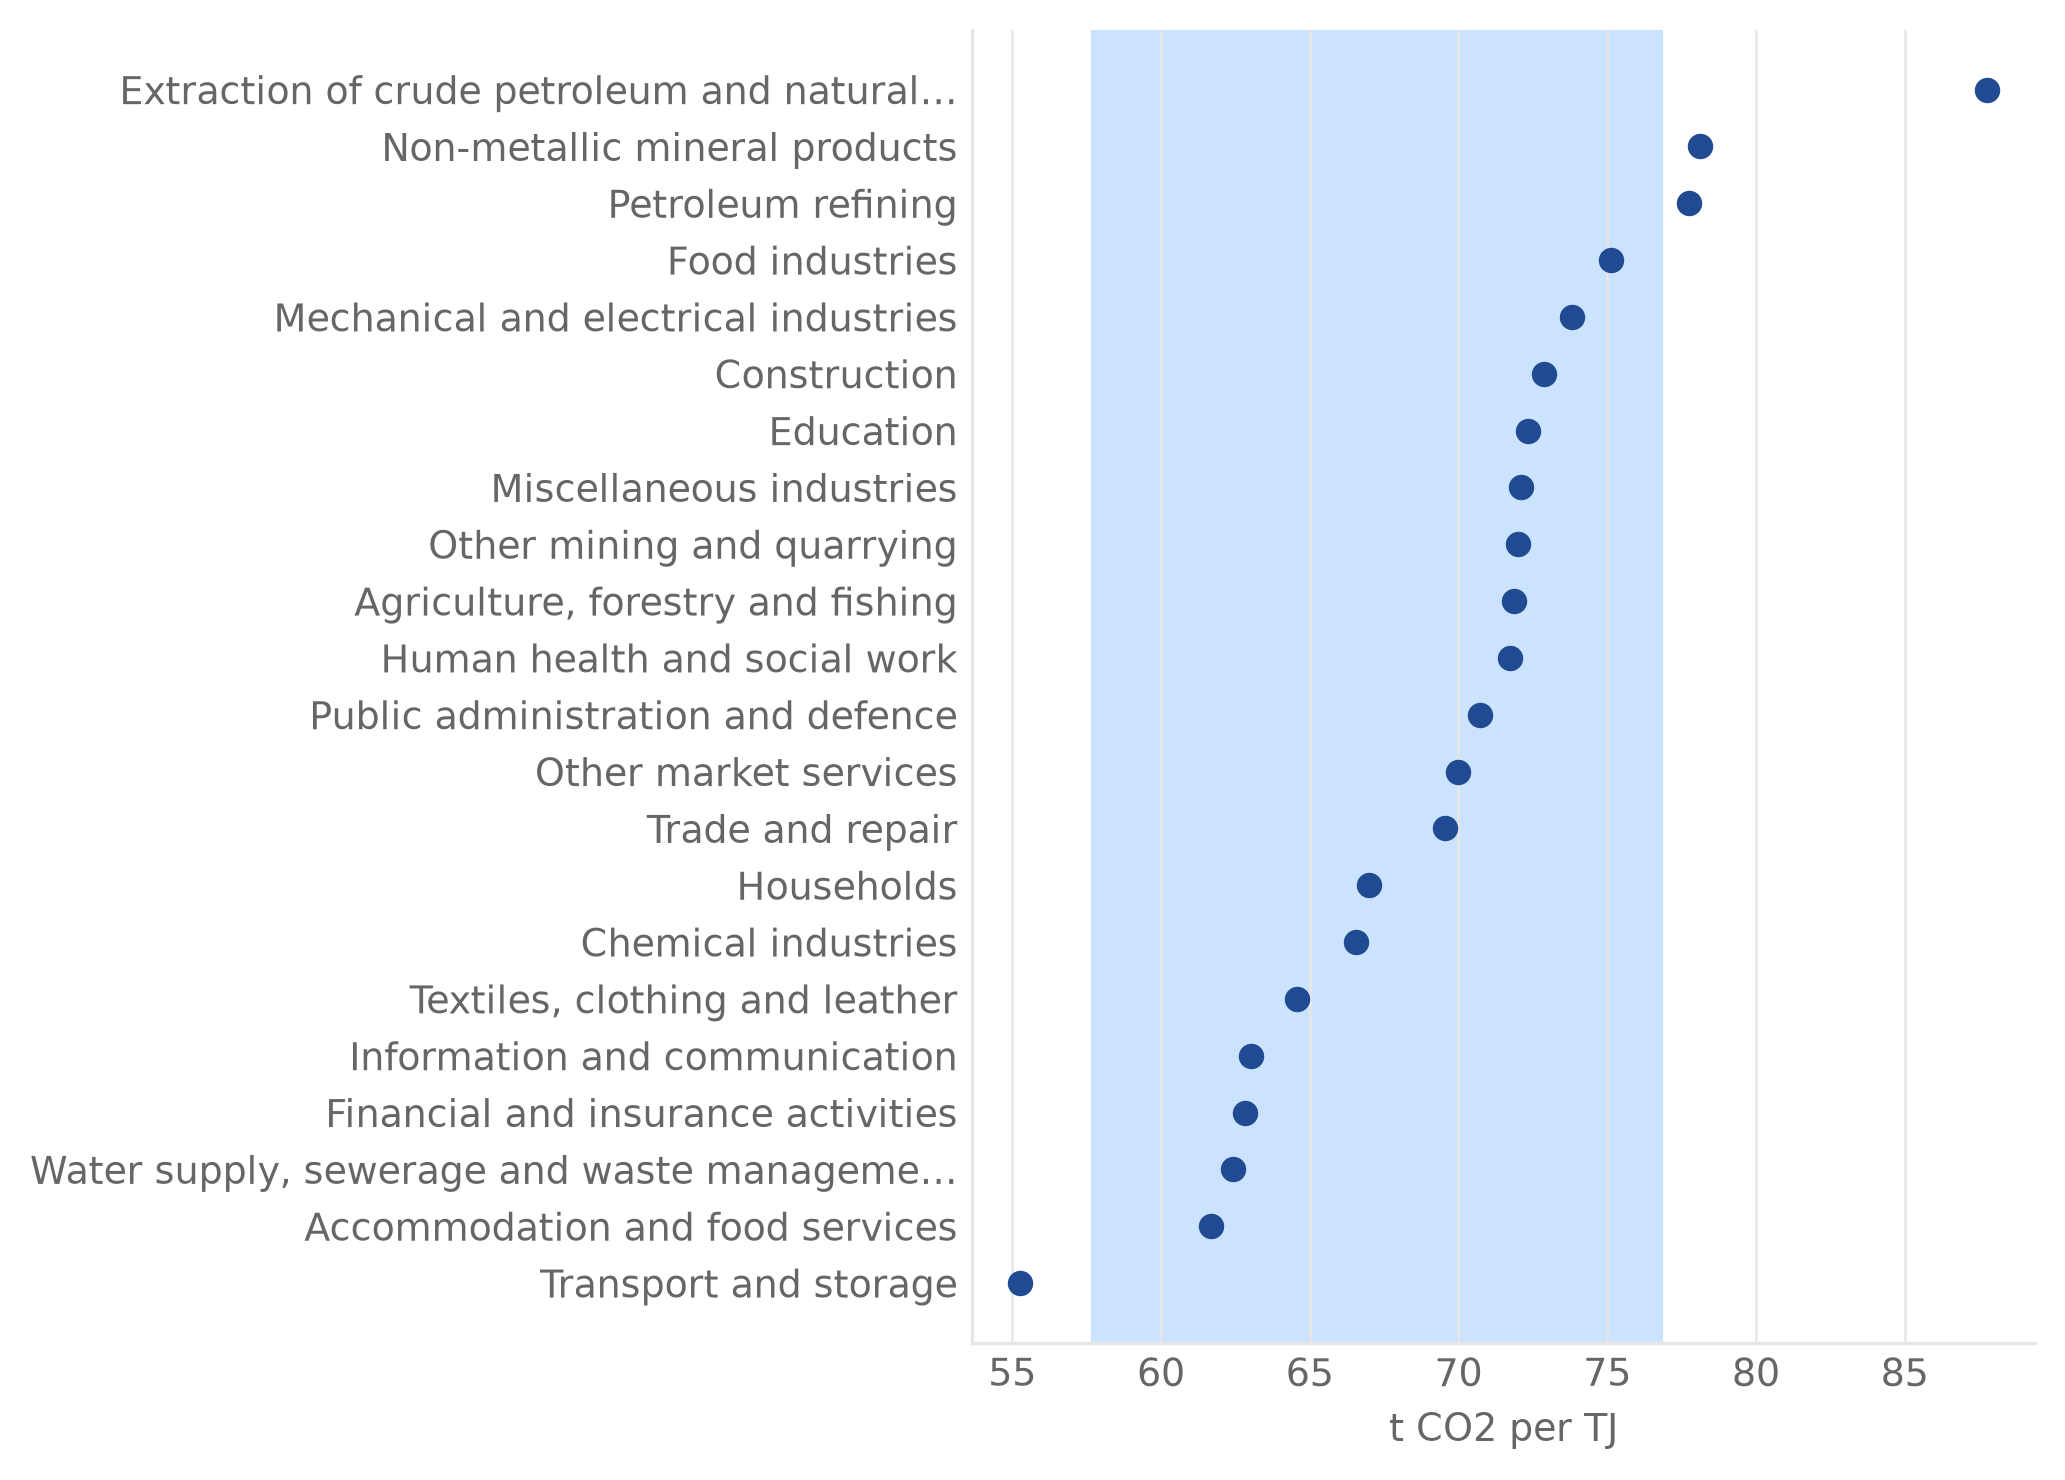 Extraction of crude petroleum and natural…
Non-metallic mineral products
Petroleum refining
Food industries
Mechanical and electrical industries
Construction
Education
Miscellaneous industries
Other mining and quarrying
Agriculture, forestry and fishing
Human health and social work
Public administration and defence
Other market services
Trade and repair
Households
Chemical industries
Textiles, clothing and leather
Information and communication
Financial and insurance activities
Water supply, sewerage and waste manageme…
Accommodation and food services
Transport and storage
55 60 65 70 75 80 85
t CO2 per TJ